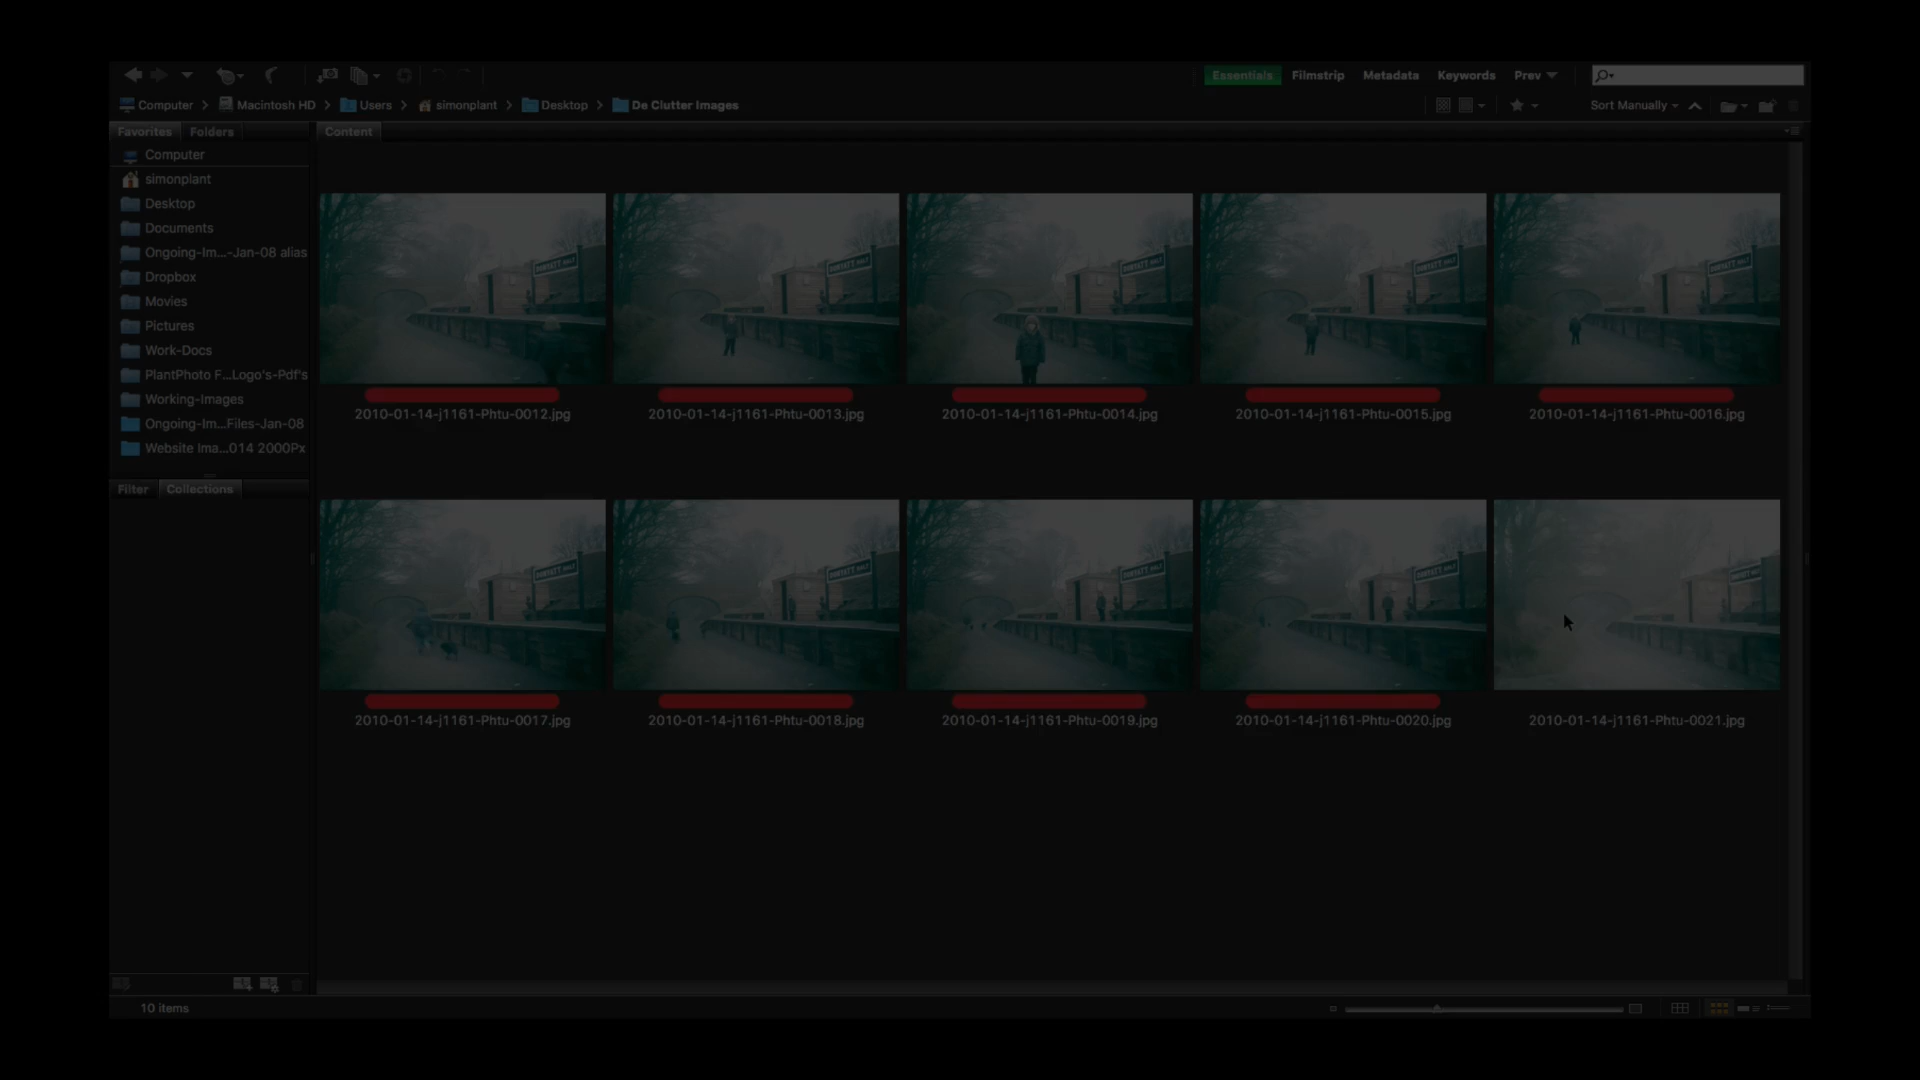 Essentials Filmstrip Metadata Keywords Prev
Computer Macintosh HD Users simonplant Desktop De Clutter Images Sort Manually
Favorites Folders Content
Computer
simonplant
Desktop
Documents
Ongoing-Im...-Jan-08 alias
Dropbox
Movies
Pictures
Work-Docs
PlantPhoto F...Logo's-Pdf's
Working-Images
Ongoing-Im...Files-Jan-08
Website Ima...014 2000Px
2010-01-14-j1161-Phtu-0012.jpg 2010-01-14-j1161-Phtu-0013.jpg 2010-01-14-j1161-Phtu-0014.jpg 2010-01-14-j1161-Phtu-0015.jpg 2010-01-14-j1161-Phtu-0016.jpg
Filter Collections
2010-01-14-j1161-Phtu-0017.jpg 2010-01-14-j1161-Phtu-0018.jpg 2010-01-14-j1161-Phtu-0019.jpg 2010-01-14-j1161-Phtu-0020.jpg 2010-01-14-j1161-Phtu-0021.jpg
10 items